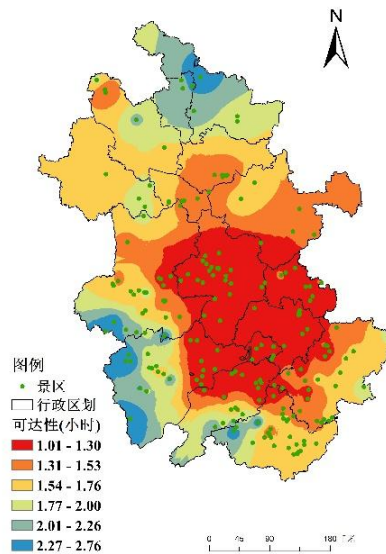 N
图例
景区
行政区划
可达性(小时)
1.01 - 1.30
1.31 - 1.53
1.54 - 1.76
1.77 - 2.00
2.01 - 2.26
2.27 - 2.76
0 45 90 180